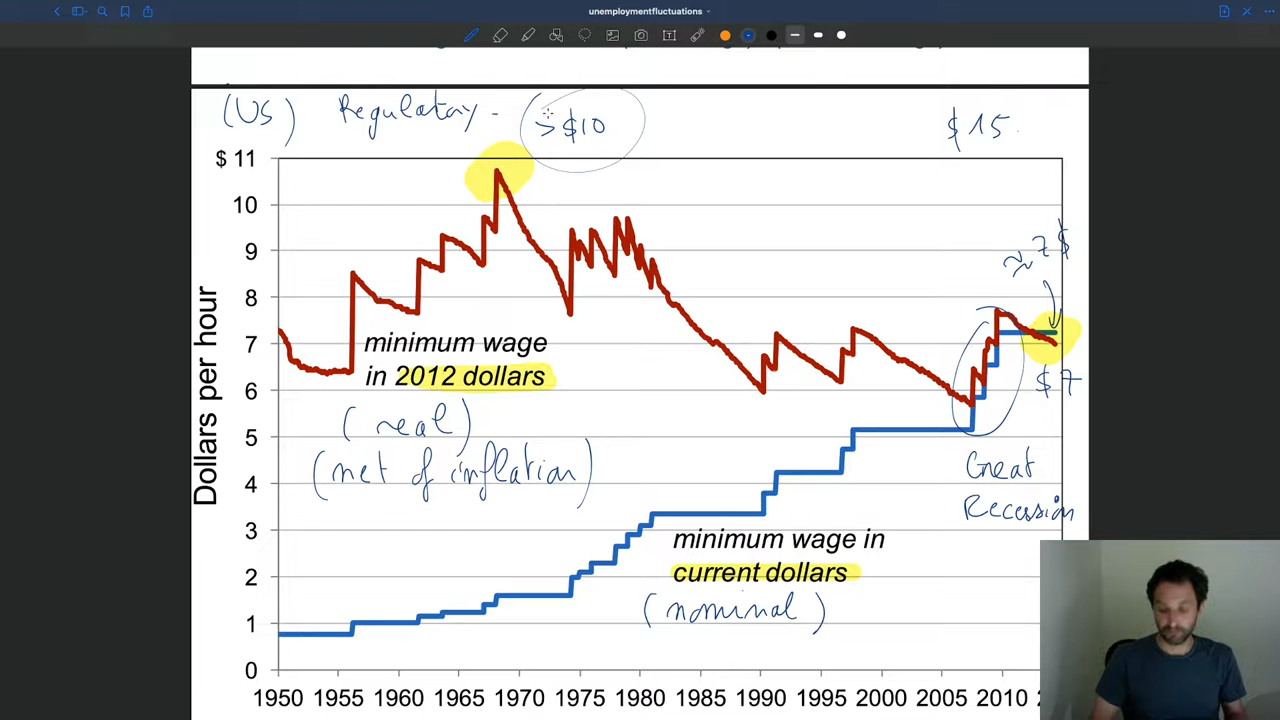 unemploymentfluctuations
(US) Regulatory - >$10
$15
$ 11
10
9
8
7
6
5
4
3
2
1
0
Dollars per hour
≈7$
minimum wage
in 2012 dollars
(real)
(net of inflation)
$7
Great
Recession
minimum wage in
current dollars
(nominal)
1950 1955 1960 1965 1970 1975 1980 1985 1990 1995 2000 2005 2010